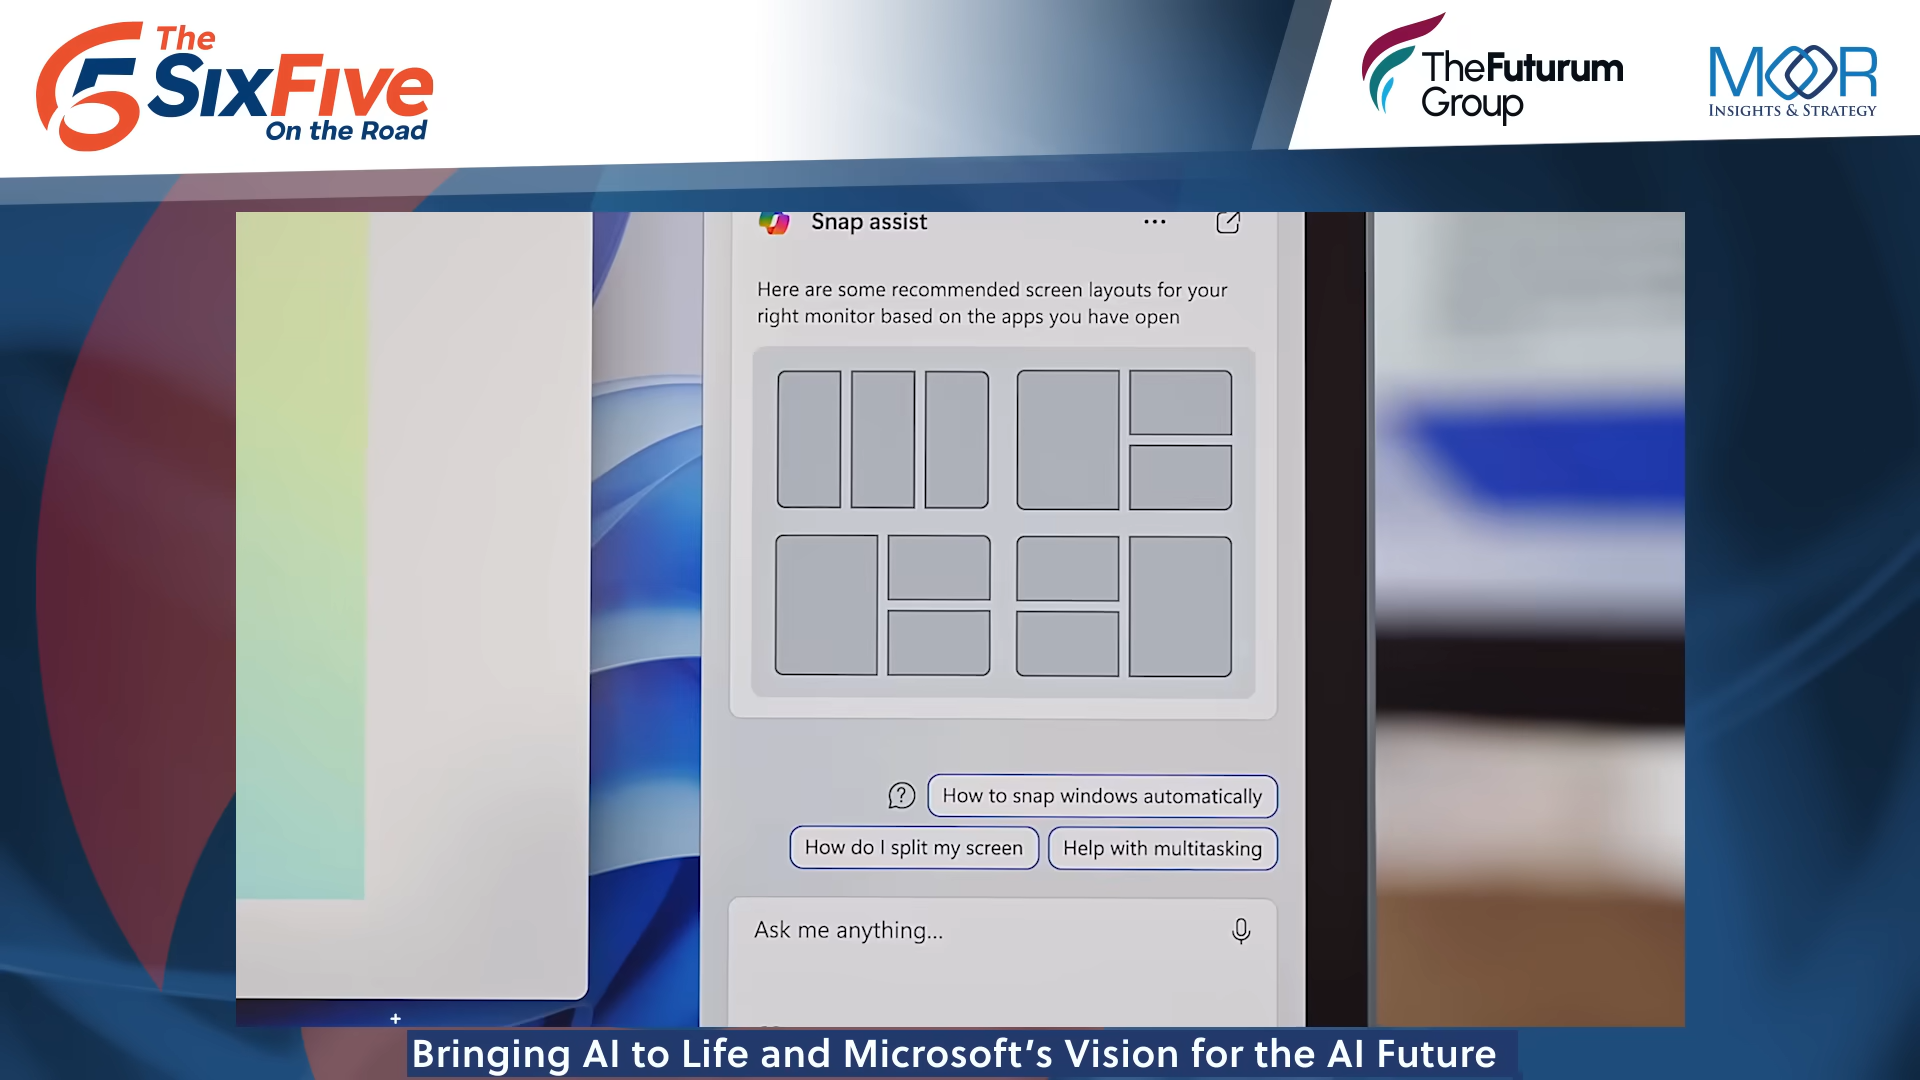 The
SixFive
On the Road
TheFuturum
Group
MOOR
INSIGHTS & STRATEGY
Snap assist
Here are some recommended screen layouts for your
right monitor based on the apps you have open
How to snap windows automatically
How do I split my screen
Help with multitasking
Ask me anything...
Bringing AI to Life and Microsoft's Vision for the AI Future